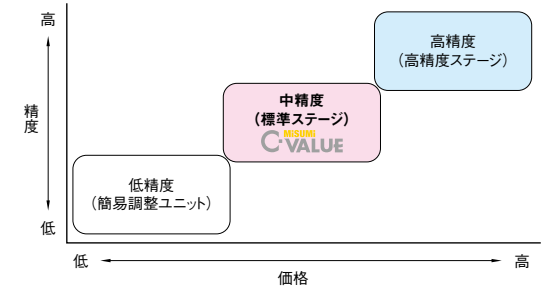 高
高精度
（高精度ステージ）
精度
中精度
（標準ステージ）
MiSUMi
C•VALUE
低精度
（簡易調整ユニット）
低
低
高
価格